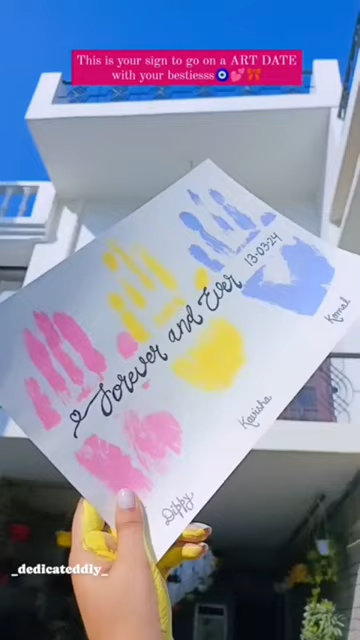 This is your sign to go on a ART DATE
with your bestiesss🧿💕🎀
13-03-24
Forever and Ever
Komal
Kavisha
Dippy
_dedicateddiy_